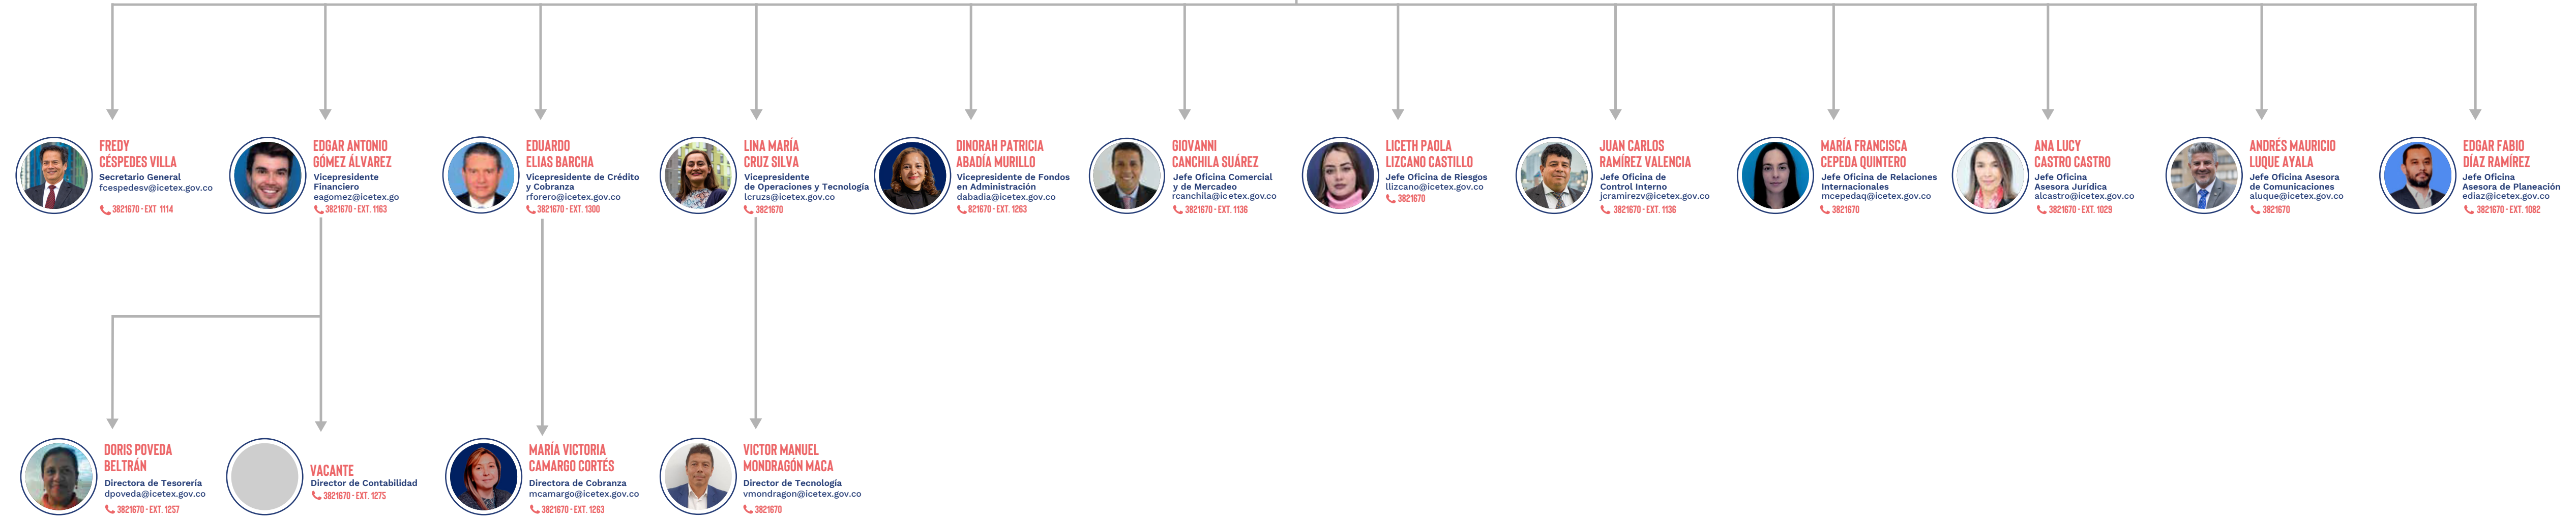 FREDY
CÉSPEDES VILLA
Secretario General
fcespedesv@icetex.gov.co
3821670 - EXT 1114
EDGAR ANTONIO
GÓMEZ ÁLVAREZ
Vicepresidente
Financiero
eagomez@icetex.go
3821670 - EXT. 1163
EDUARDO
ELIAS BARCHA
Vicepresidente de Crédito
y Cobranza
rforero@icetex.gov.co
3821670 - EXT. 1300
LINA MARÍA
CRUZ SILVA
Vicepresidente
de Operaciones y Tecnología
lcruzs@icetex.gov.co
3821670
DINORAH PATRICIA
ABADÍA MURILLO
Vicepresidente de Fondos
en Administración
dabadia@icetex.gov.co
821670 - EXT. 1263
GIOVANNI
CANCHILA SUÁREZ
Jefe Oficina Comercial
y de Mercadeo
rcanchila@icetex.gov.co
3821670 - EXT. 1136
LICETH PAOLA
LIZCANO CASTILLO
Jefe Oficina de Riesgos
llizcano@icetex.gov.co
3821670
JUAN CARLOS
RAMÍREZ VALENCIA
Jefe Oficina de
Control Interno
jcramirezv@icetex.gov.co
3821670 - EXT. 1136
MARÍA FRANCISCA
CEPEDA QUINTERO
Jefe Oficina de Relaciones
Internacionales
mcepedaq@icetex.gov.co
3821670
ANA LUCY
CASTRO CASTRO
Jefe Oficina
Asesora Jurídica
alcastro@icetex.gov.co
3821670 - EXT. 1029
ANDRÉS MAURICIO
LUQUE AYALA
Jefe Oficina Asesora
de Comunicaciones
aluque@icetex.gov.co
3821670
EDGAR FABIO
DÍAZ RAMÍREZ
Jefe Oficina
Asesora de Planeación
ediaz@icetex.gov.co
3821670 - EXT. 1082
DORIS POVEDA
BELTRÁN
Directora de Tesorería
dpoveda@icetex.gov.co
3821670 - EXT. 1257
VACANTE
Director de Contabilidad
3821670 - EXT. 1275
MARÍA VICTORIA
CAMARGO CORTÉS
Directora de Cobranza
mcamargo@icetex.gov.co
3821670 - EXT. 1263
VICTOR MANUEL
MONDRAGÓN MACA
Director de Tecnología
vmondragon@icetex.gov.co
3821670